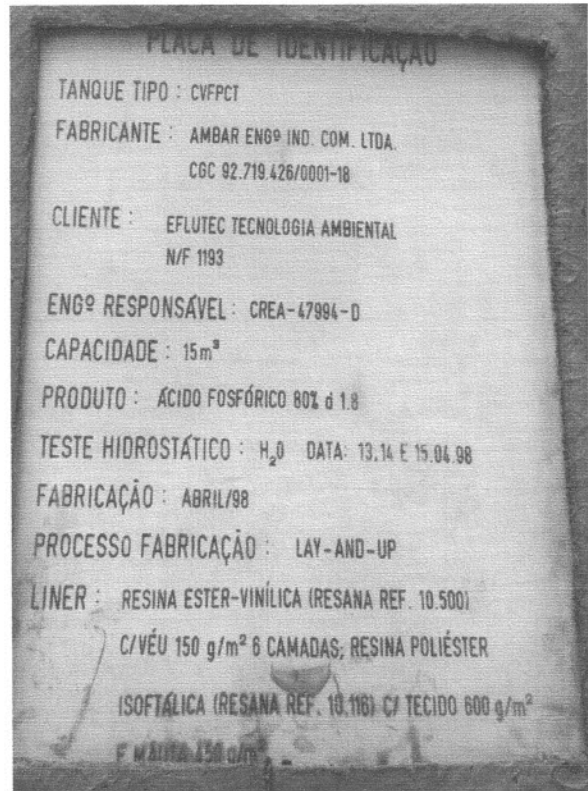 PLACA DE IDENTIFICAÇÃO
TANQUE TIPO : CVFPCT
FABRICANTE : AMBAR ENGº IND. COM. LTDA.
CGC 92.719.426/0001-18
CLIENTE : EFLUTEC TECNOLOGIA AMBIENTAL
N/F 1193
ENGº RESPONSÁVEL : CREA-47994-D
CAPACIDADE : 15m³
PRODUTO : ÁCIDO FOSFÓRICO 80% d 1.8
TESTE HIDROSTÁTICO : H₂O DATA: 13,14 E 15.04.98
FABRICAÇÃO : ABRIL/98
PROCESSO FABRICAÇÃO : LAY-AND-UP
LINER : RESINA ESTER-VINÍLICA (RESANA REF. 10.500)
C/VÉU 150 g/m² 6 CAMADAS; RESINA POLIÉSTER
ISOFTÁLICA (RESANA REF. 10.116) C/ TECIDO 600 g/m²
E MANTA 450 g/m²